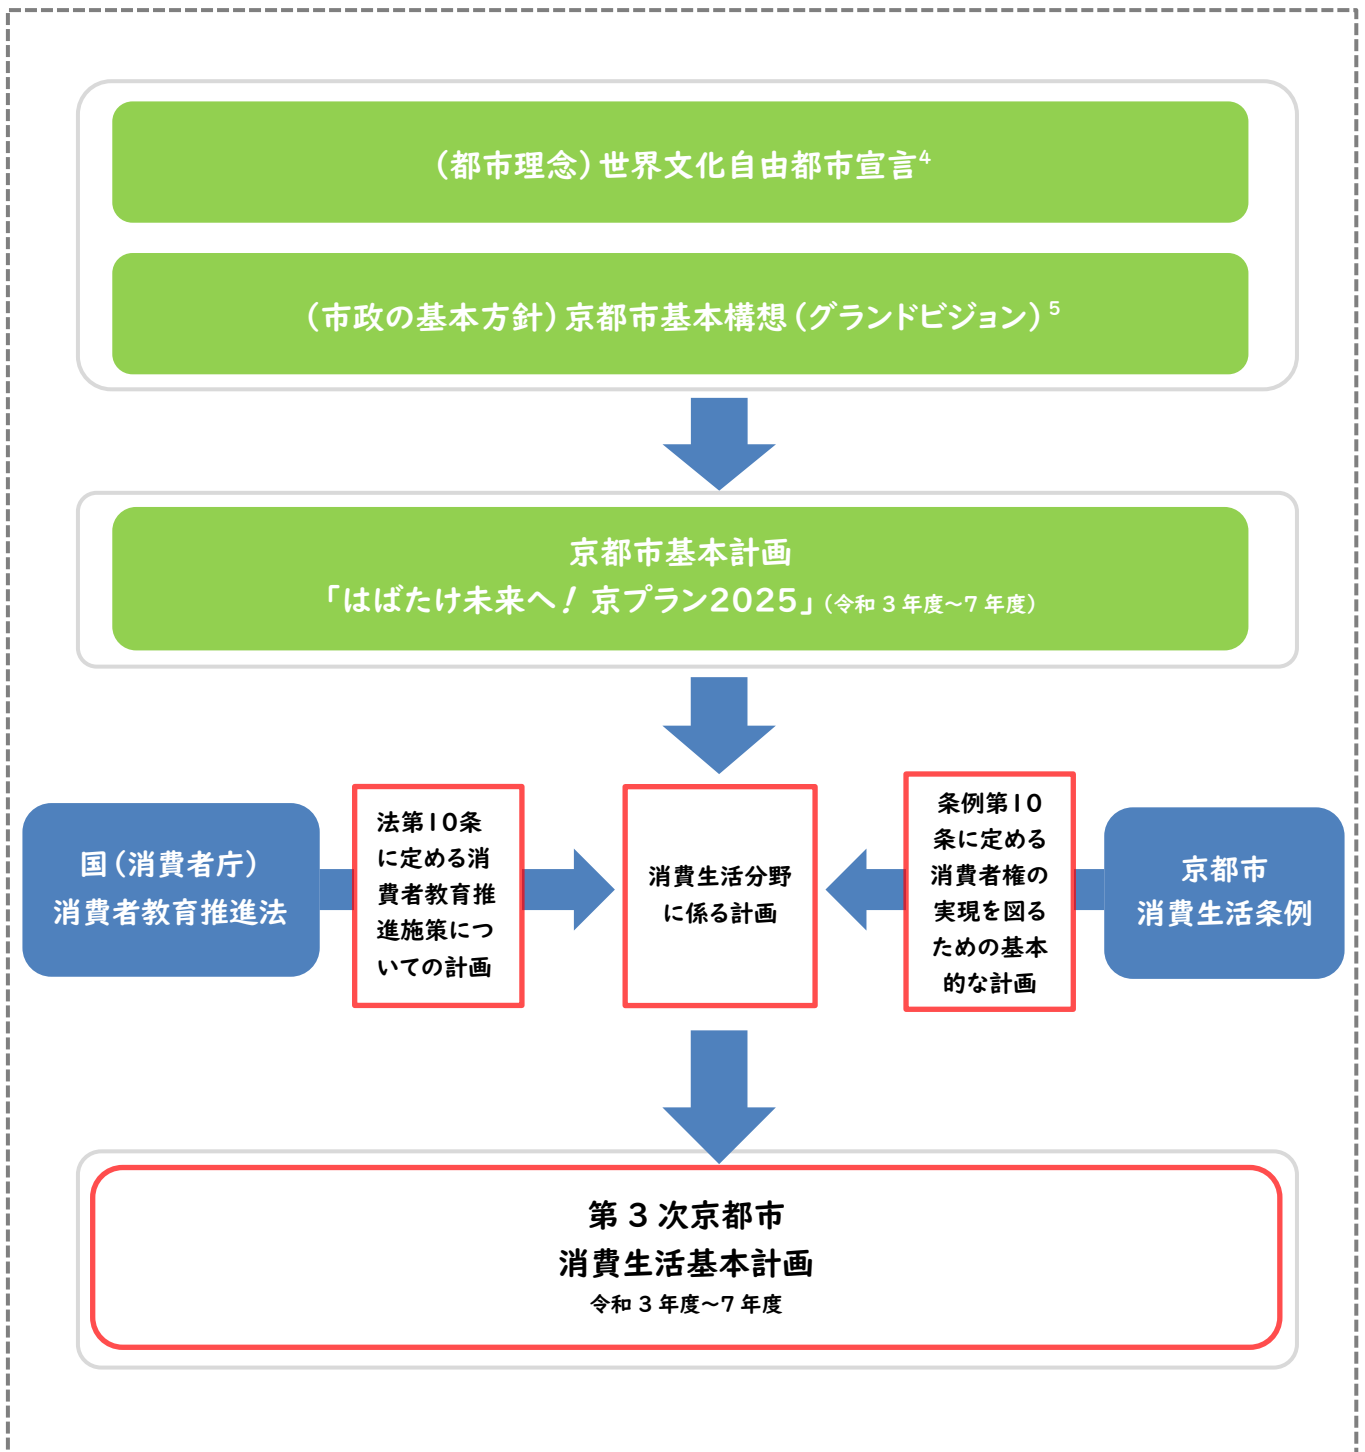 (都市理念)世界文化自由都市宣言4
(市政の基本方針)京都市基本構想(グランドビジョン)5
京都市基本計画
「はばたけ未来へ！京プラン2025」(令和3年度~7年度)
国(消費者庁)
消費者教育推進法
法第10条
に定める消
費者教育推
進施策につ
いての計画
消費生活分野
に係る計画
条例第10
条に定める
消費者権の
実現を図る
ための基本
的な計画
京都市
消費生活条例
第3次京都市
消費生活基本計画
令和3年度~7年度